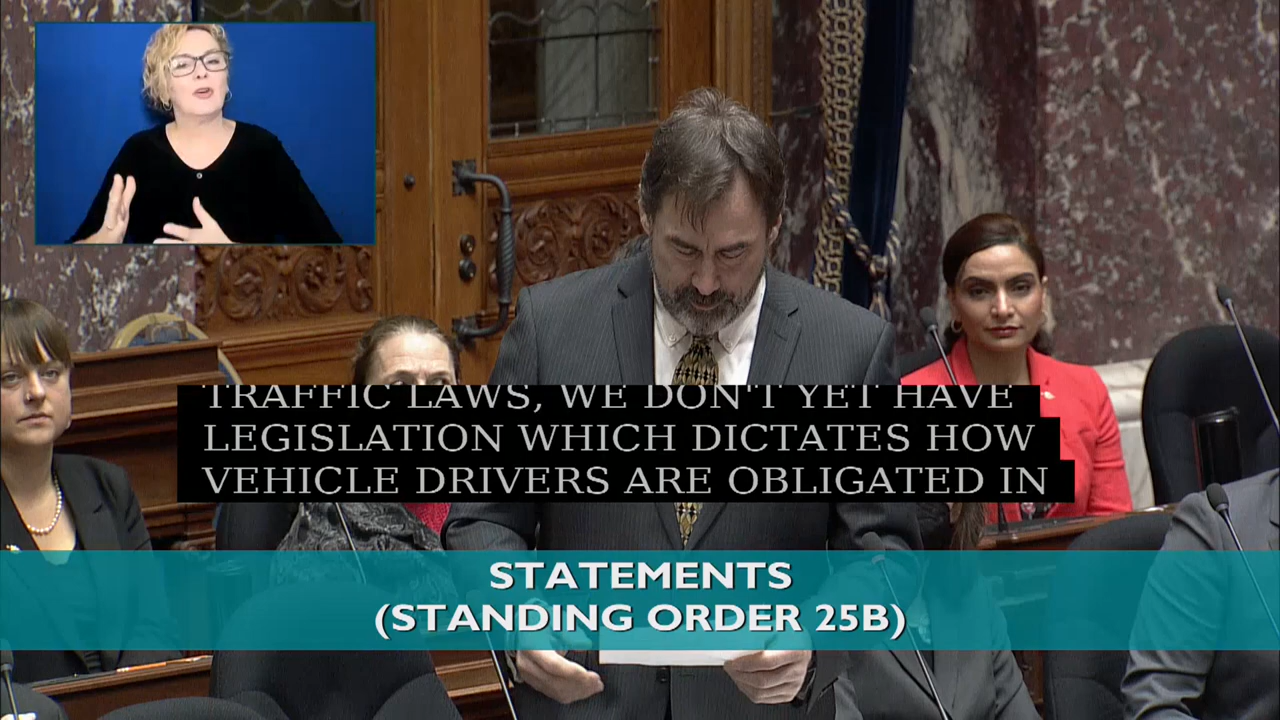 TRAFFIC LAWS, WE DON'T YET HAVE
LEGISLATION WHICH DICTATES HOW
VEHICLE DRIVERS ARE OBLIGATED IN
STATEMENTS
(STANDING ORDER 25B)